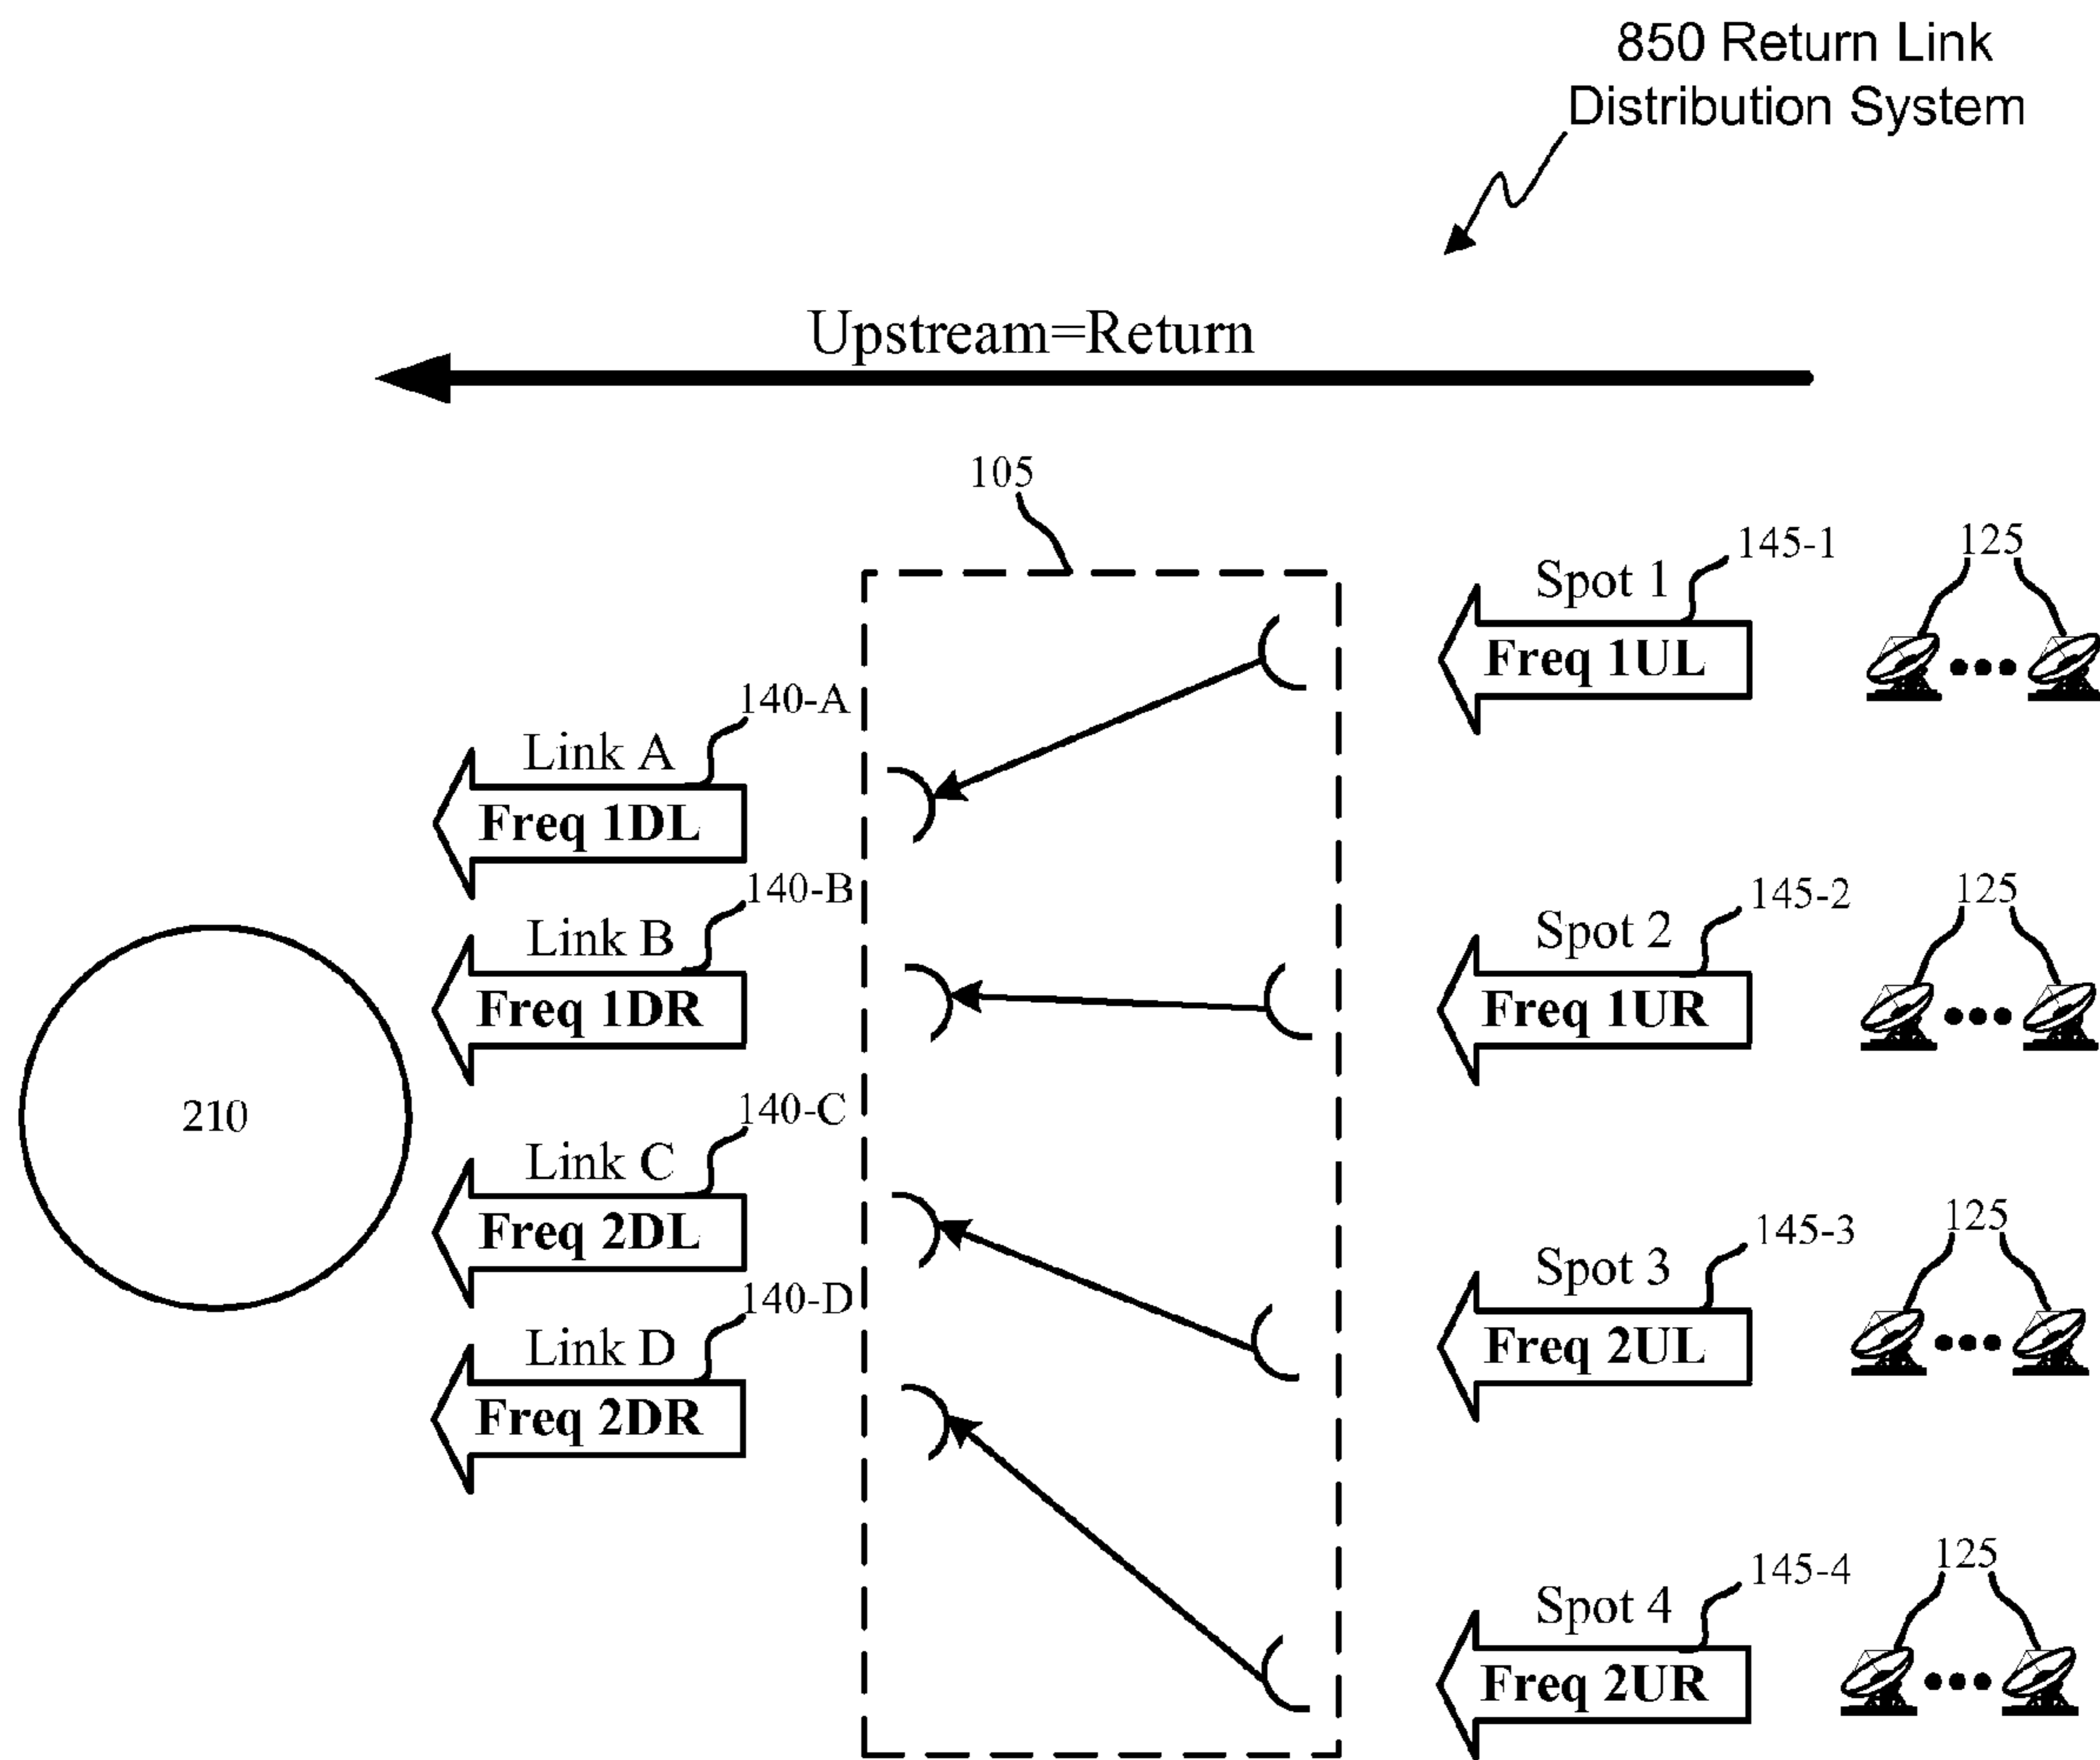 850 Return Link
Distribution System
Upstream=Return
105
Spot 1
145-1
125
Freq 1UL
140-A
Link A
Freq 1DL
140-B
Link B
Freq 1DR
145-2
125
Spot 2
Freq 1UR
210
140-C
Link C
Freq 2DL
145-3
125
Spot 3
Freq 2UL
140-D
Link D
Freq 2DR
145-4
125
Spot 4
Freq 2UR